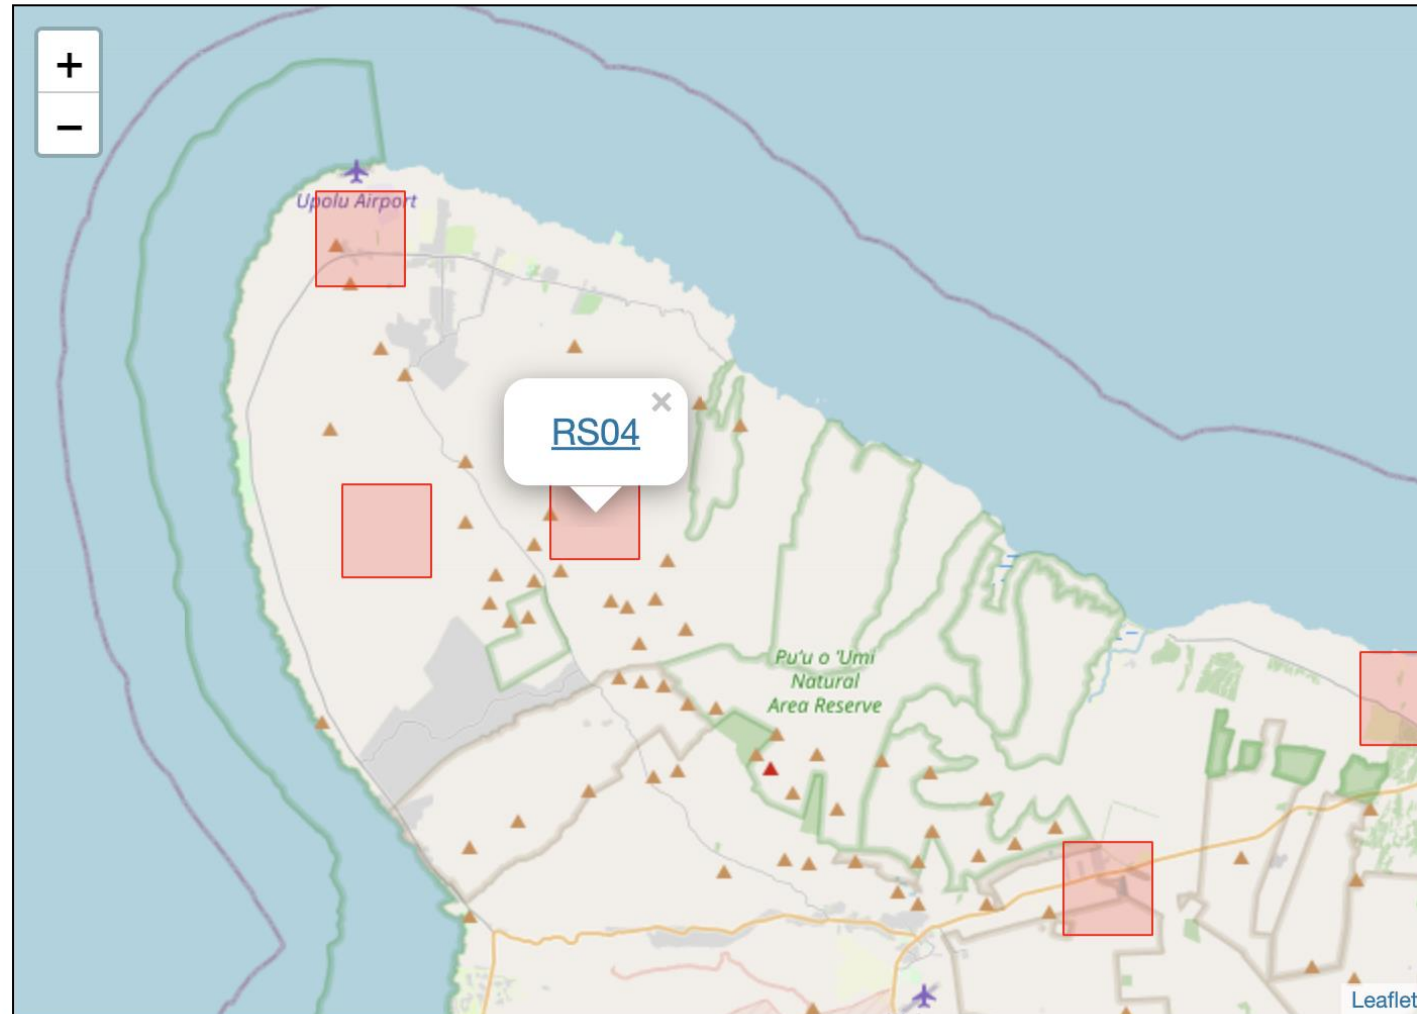 +
−
Upolu Airport
×
RS04
Pu'u o 'Umi
Natural
Area Reserve
Leaflet